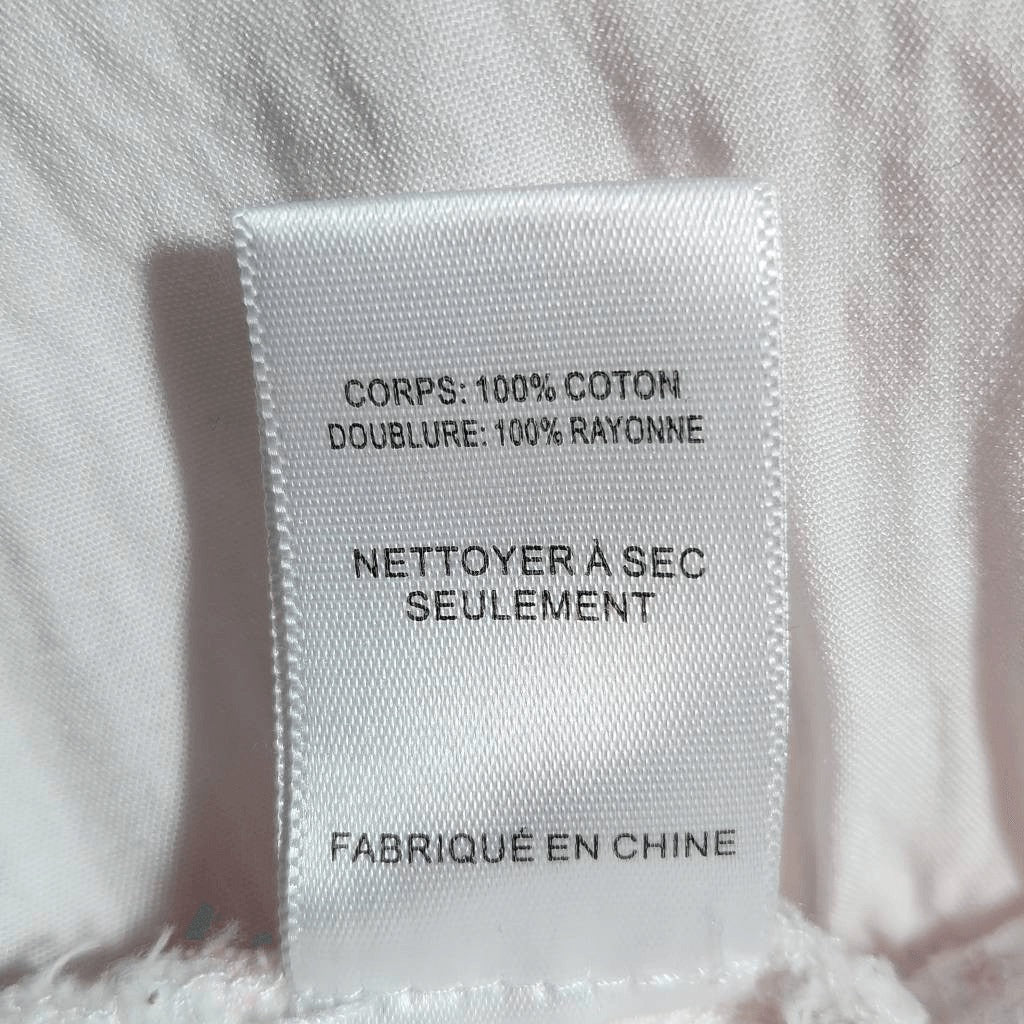 CORPS: 100% COTON
DOUBLURE: 100% RAYONNE
NETTOYER À SEC
SEULEMENT
FABRIQUÉ EN CHINE